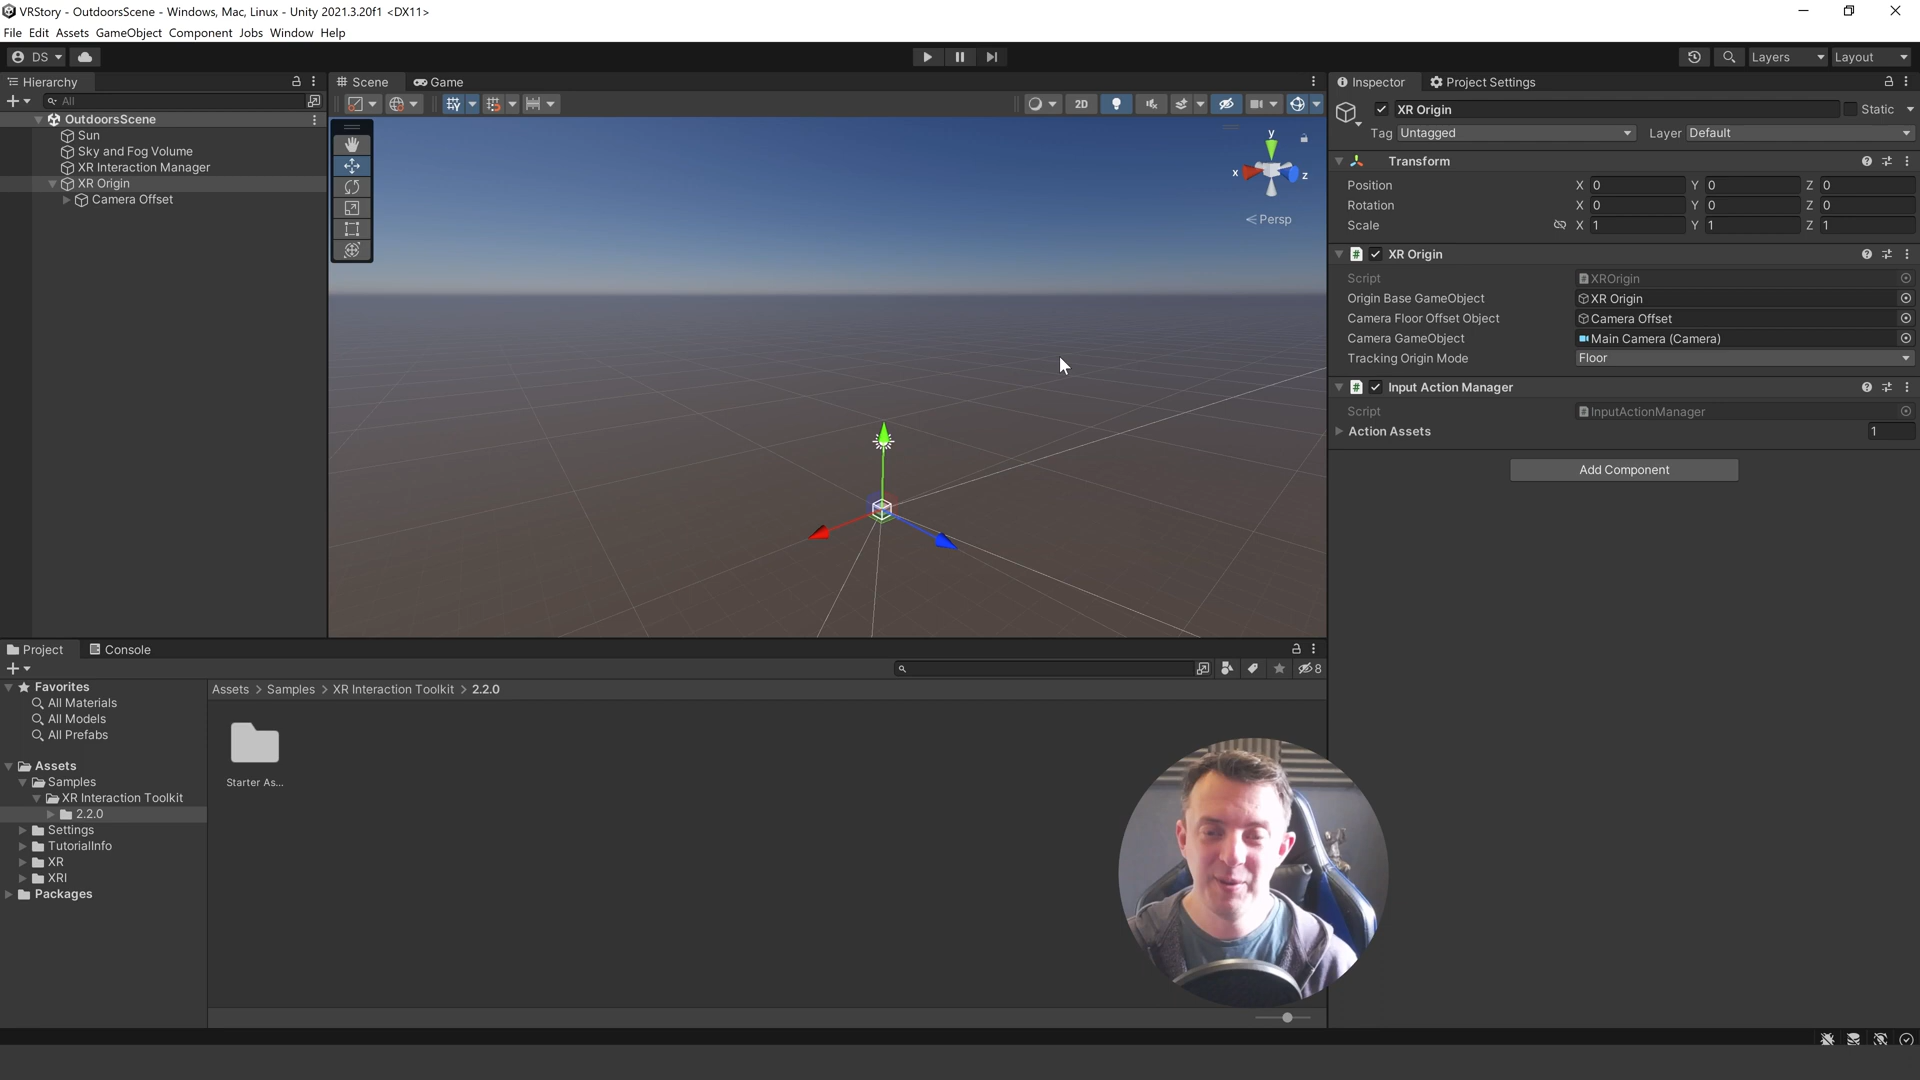 VRStory - OutdoorsScene - Windows, Mac, Linux - Unity 2021.3.20f1 <DX11>
File Edit Assets GameObject Component Jobs Window Help
DS
Layers
Layout
Hierarchy
All
OutdoorsScene
Sun
Sky and Fog Volume
XR Interaction Manager
XR Origin
Camera Offset
Scene
Game
2D
y
x
z
Persp
Inspector
Project Settings
XR Origin
Static
Tag Untagged
Layer Default
Transform
Position X 0 Y 0 Z 0
Rotation X 0 Y 0 Z 0
Scale X 1 Y 1 Z 1
XR Origin
Script XROrigin
Origin Base GameObject XR Origin
Camera Floor Offset Object Camera Offset
Camera GameObject Main Camera (Camera)
Tracking Origin Mode Floor
Input Action Manager
Script InputActionManager
Action Assets 1
Add Component
Project
Console
8
Favorites
All Materials
All Models
All Prefabs
Assets
Samples
XR Interaction Toolkit
2.2.0
Settings
TutorialInfo
XR
XRI
Packages
Assets > Samples > XR Interaction Toolkit > 2.2.0
Starter As...